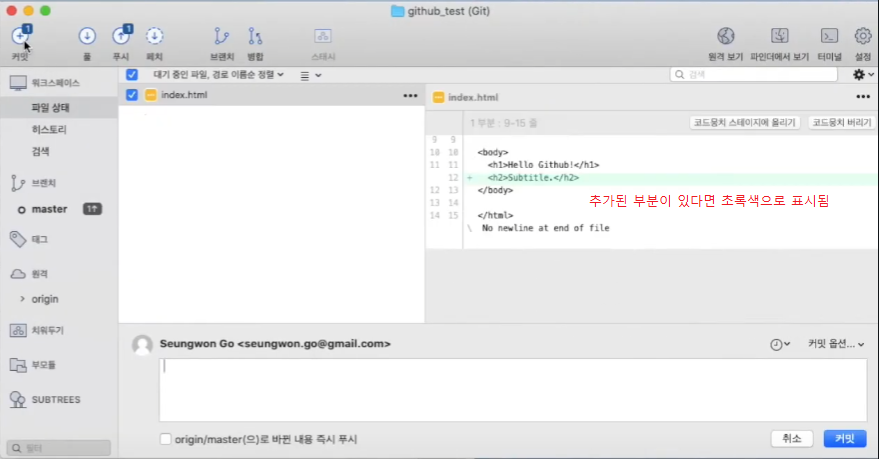 github_test (Git)
1 1
커밋 풀 푸시 페치 브랜치 병합 스태시 원격 보기 파인더에서 보기 터미널 설정
워크스페이스
파일 상태
히스토리
검색
브랜치
master 1↑
태그
원격
origin
치워두기
부모듈
SUBTREES
필터
대기 중인 파일, 경로 이름순 정렬
검색
index.html
index.html
1 부분 : 9-15 줄 코드뭉치 스테이지에 올리기 코드뭉치 버리기
9 9
10 10 <body>
11 11 <h1>Hello Github!</h1>
12 + <h2>Subtitle.</h2>
12 13 </body>
13 14
14 15 </html>
\ No newline at end of file
추가된 부분이 있다면 초록색으로 표시됨
Seungwon Go <seungwon.go@gmail.com> 커밋 옵션...
origin/master(으)로 바뀐 내용 즉시 푸시
취소 커밋